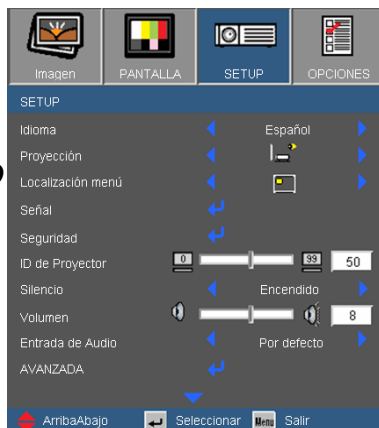 Imagen PANTALLA SETUP OPCIONES
SETUP
Idioma Español
Proyección
Localización menú
Señal
Seguridad
ID de Proyector 0 99 50
Silencio Encendido
Volumen 8
Entrada de Audio Por defecto
AVANZADA
ArribaAbajo Seleccionar Menu Salir